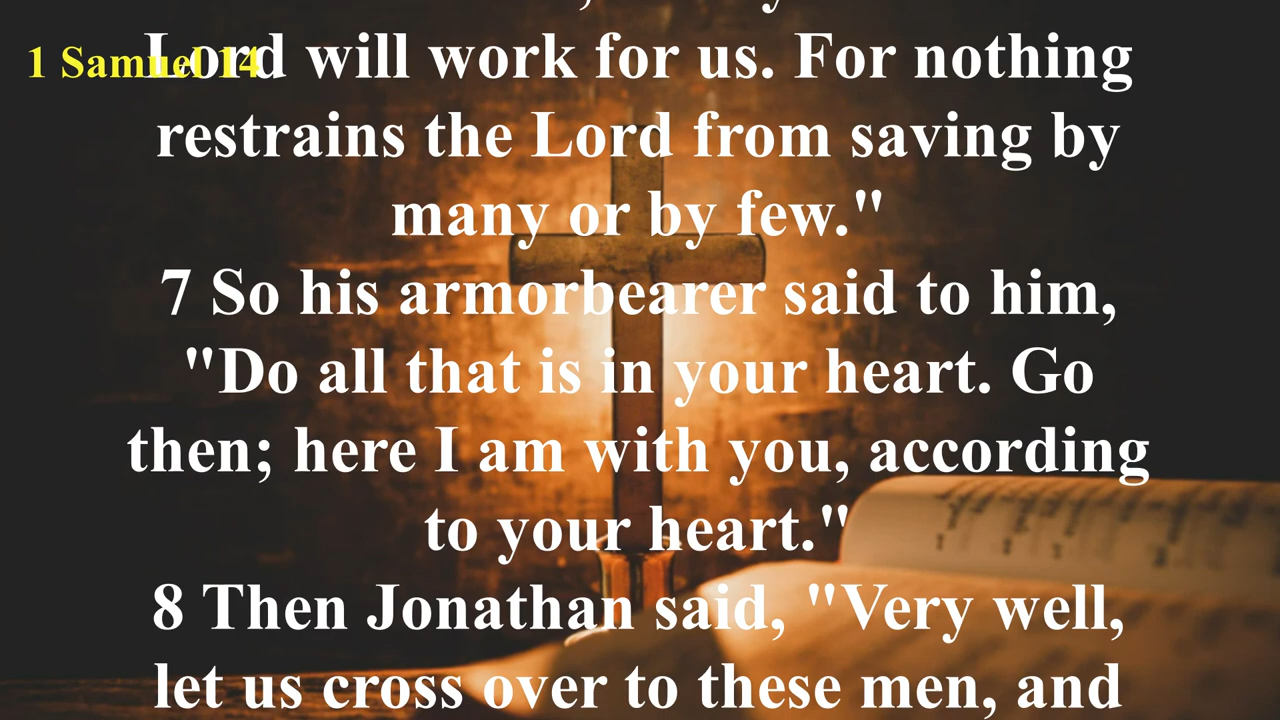 1 Samuel 14
Lord will work for us. For nothing
restrains the Lord from saving by
many or by few."
7 So his armorbearer said to him,
"Do all that is in your heart. Go
then; here I am with you, according
to your heart."
8 Then Jonathan said, "Very well,
let us cross over to these men, and